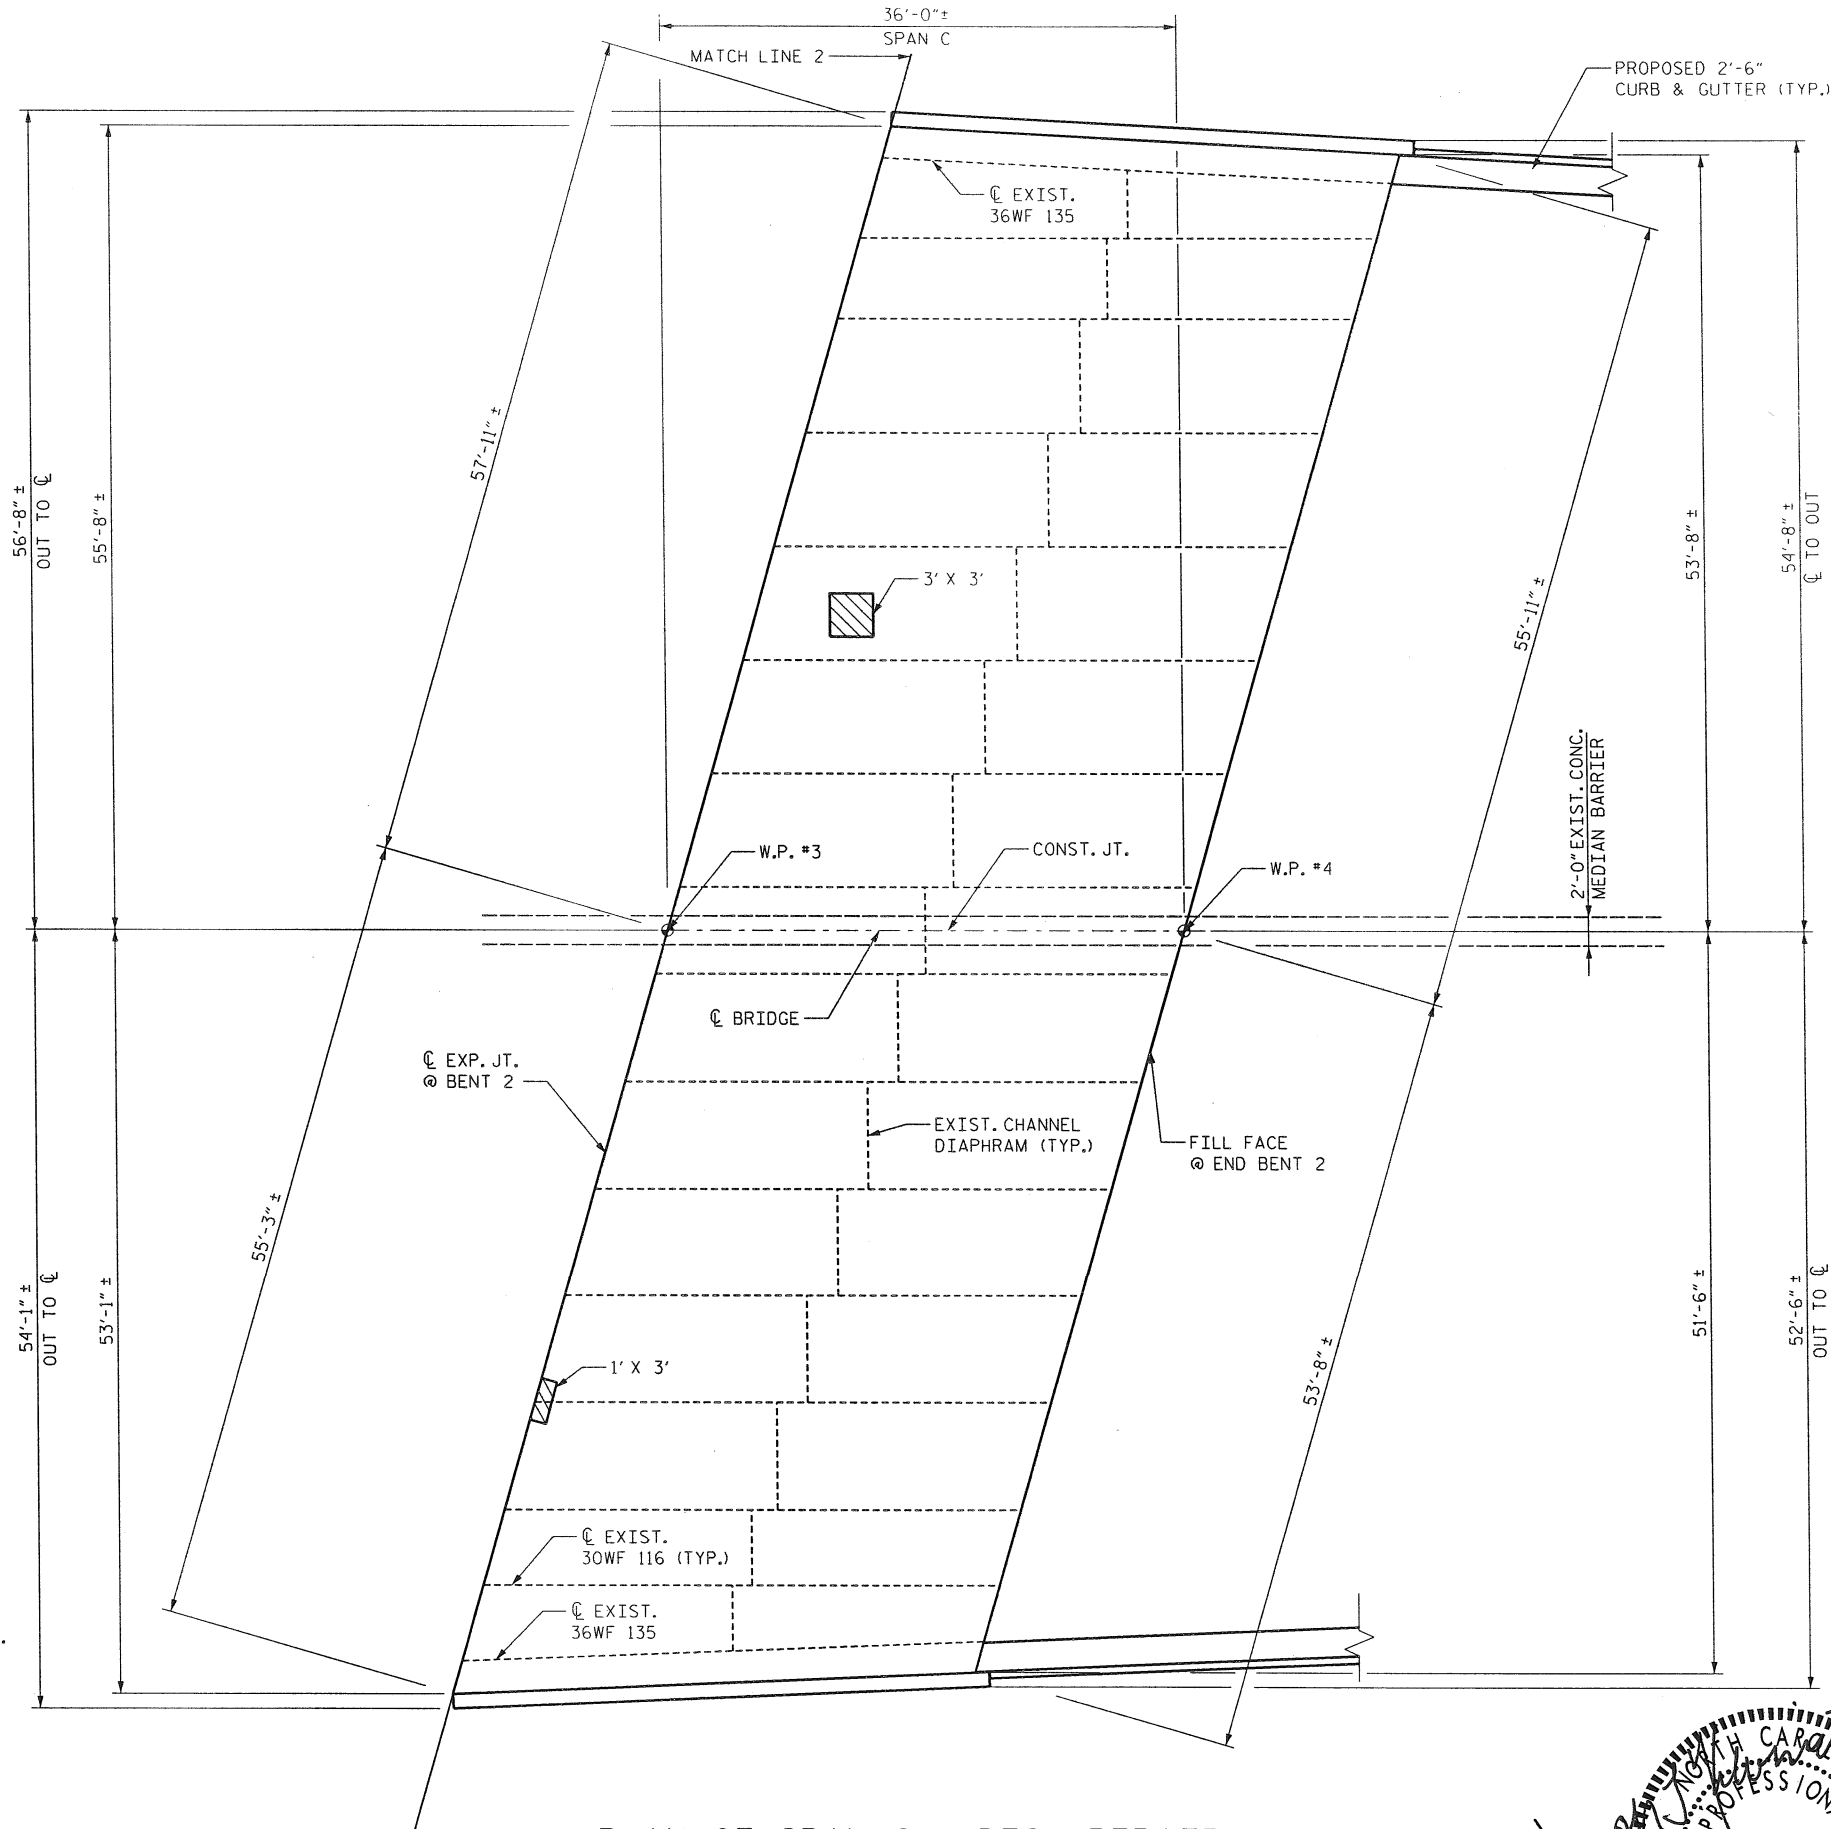 36'-0"±
SPAN C
MATCH LINE 2
PROPOSED 2'-6"
CURB & GUTTER (TYP.)
℄ EXIST.
36WF 135
57'-11" ±
56'-8" ±
OUT TO ℄
55'-8" ±
53'-8" ±
54'-8" ±
℄ TO OUT
3' X 3'
55'-11" ±
2'-0" EXIST. CONC.
MEDIAN BARRIER
W.P. #3
CONST. JT.
W.P. #4
℄ BRIDGE
℄ EXP. JT.
@ BENT 2
EXIST. CHANNEL
DIAPHRAM (TYP.)
FILL FACE
@ END BENT 2
55'-3" ±
54'-1" ±
OUT TO ℄
53'-1" ±
51'-6" ±
52'-6" ±
OUT TO ℄
1' X 3'
53'-8" ±
℄ EXIST.
30WF 116 (TYP.)
℄ EXIST.
36WF 135
NORTH CAR
PROFESSION